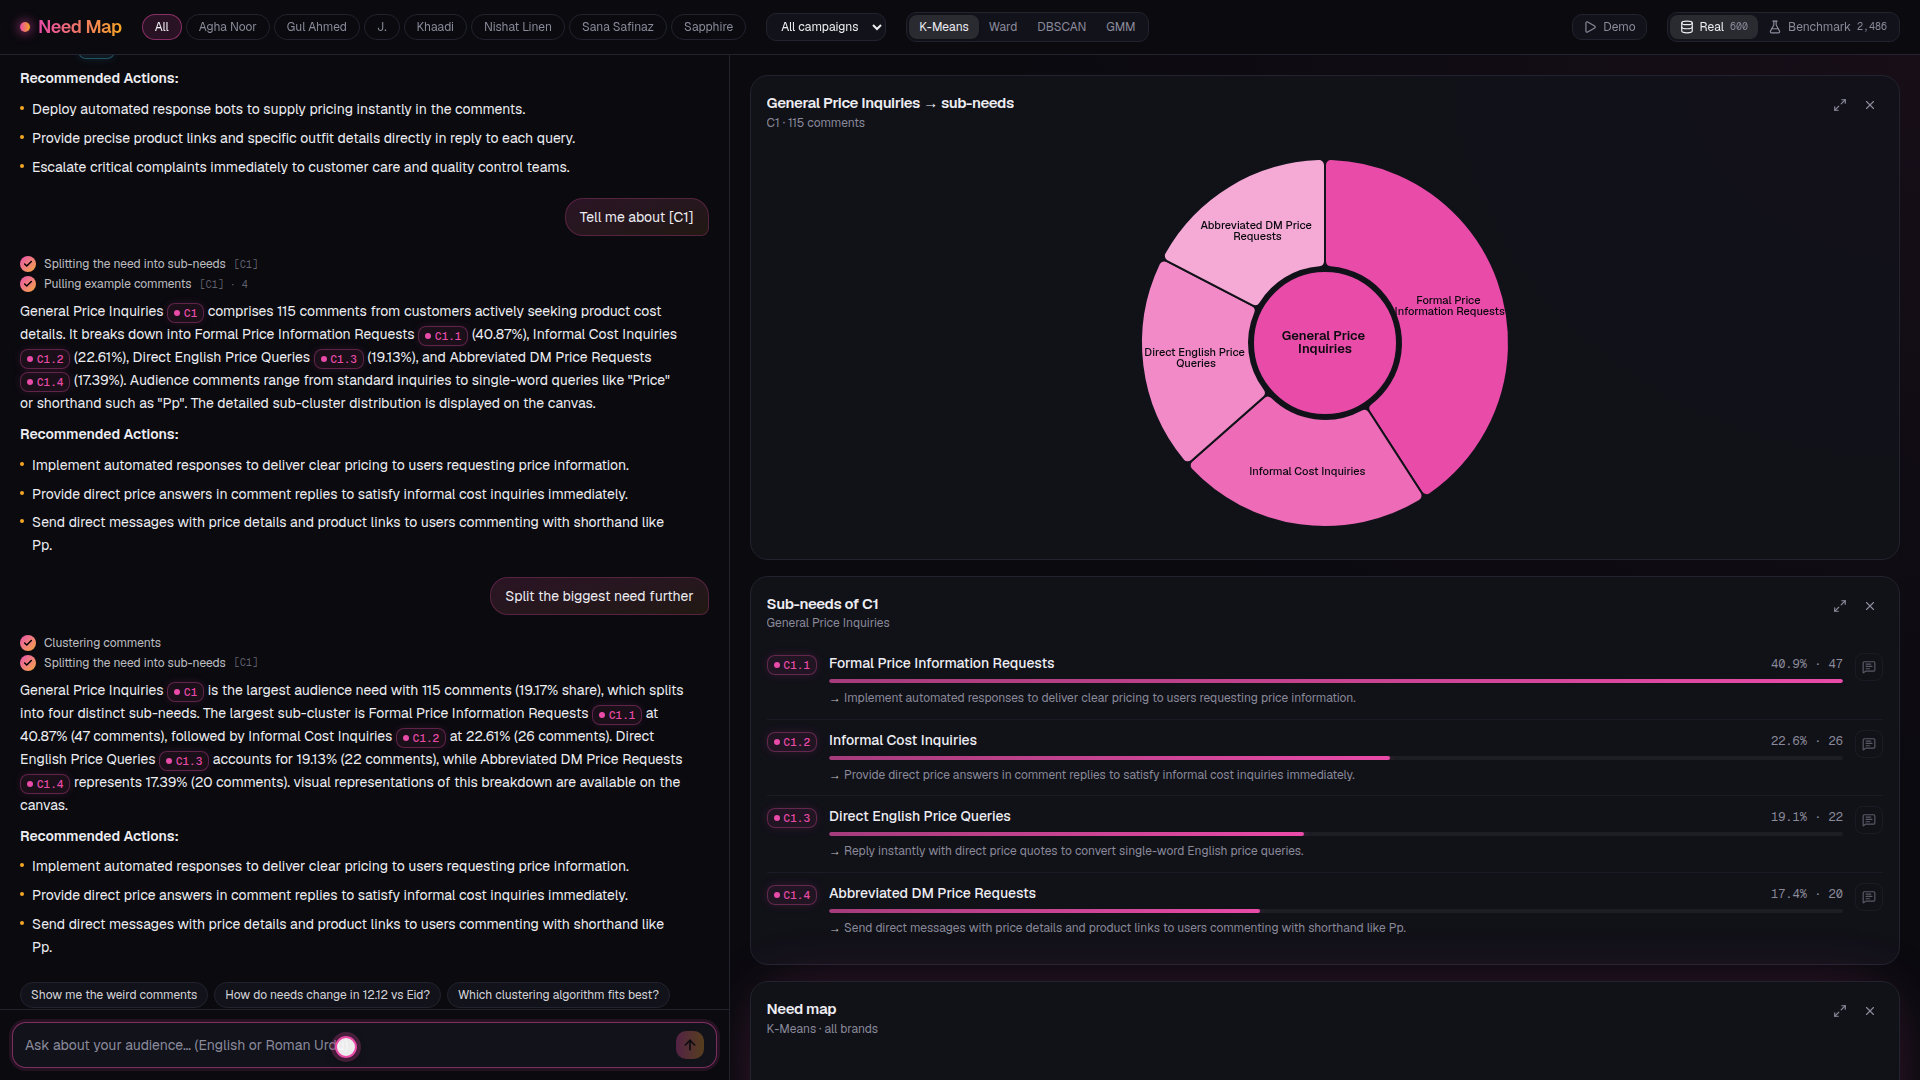 Need Map
All
Agha Noor
Gul Ahmed
J.
Khaadi
Nishat Linen
Sana Safinaz
Sapphire
All campaigns
K-Means
Ward
DBSCAN
GMM
Demo
Real 600
Benchmark 2,486
Recommended Actions:
• Deploy automated response bots to supply pricing instantly in the comments.
• Provide precise product links and specific outfit details directly in reply to each query.
• Escalate critical complaints immediately to customer care and quality control teams.
Tell me about [C1]
Splitting the need into sub-needs [C1]
Pulling example comments [C1] · 4
General Price Inquiries C1 comprises 115 comments from customers actively seeking product cost
details. It breaks down into Formal Price Information Requests C1.1 (40.87%), Informal Cost Inquiries
C1.2 (22.61%), Direct English Price Queries C1.3 (19.13%), and Abbreviated DM Price Requests
C1.4 (17.39%). Audience comments range from standard inquiries to single-word queries like "Price"
or shorthand such as "Pp". The detailed sub-cluster distribution is displayed on the canvas.
Recommended Actions:
• Implement automated responses to deliver clear pricing to users requesting price information.
• Provide direct price answers in comment replies to satisfy informal cost inquiries immediately.
• Send direct messages with price details and product links to users commenting with shorthand like
Pp.
Split the biggest need further
Clustering comments
Splitting the need into sub-needs [C1]
General Price Inquiries C1 is the largest audience need with 115 comments (19.17% share), which splits
into four distinct sub-needs. The largest sub-cluster is Formal Price Information Requests C1.1 at
40.87% (47 comments), followed by Informal Cost Inquiries C1.2 at 22.61% (26 comments). Direct
English Price Queries C1.3 accounts for 19.13% (22 comments), while Abbreviated DM Price Requests
C1.4 represents 17.39% (20 comments). visual representations of this breakdown are available on the
canvas.
Recommended Actions:
• Implement automated responses to deliver clear pricing to users requesting price information.
• Provide direct price answers in comment replies to satisfy informal cost inquiries immediately.
• Send direct messages with price details and product links to users commenting with shorthand like
Pp.
Show me the weird comments
How do needs change in 12.12 vs Eid?
Which clustering algorithm fits best?
Ask about your audience... (English or Roman Urd
General Price Inquiries → sub-needs
C1 · 115 comments
Abbreviated DM Price
Requests
Formal Price
Information Requests
General Price
Inquiries
Direct English Price
Queries
Informal Cost Inquiries
Sub-needs of C1
General Price Inquiries
C1.1 Formal Price Information Requests 40.9% · 47
→ Implement automated responses to deliver clear pricing to users requesting price information.
C1.2 Informal Cost Inquiries 22.6% · 26
→ Provide direct price answers in comment replies to satisfy informal cost inquiries immediately.
C1.3 Direct English Price Queries 19.1% · 22
→ Reply instantly with direct price quotes to convert single-word English price queries.
C1.4 Abbreviated DM Price Requests 17.4% · 20
→ Send direct messages with price details and product links to users commenting with shorthand like Pp.
Need map
K-Means · all brands